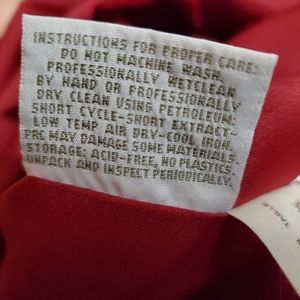 INSTRUCTIONS FOR PROPER CARE:
DO NOT MACHINE WASH.
PROFESSIONALLY WETCLEAN
BY HAND OR PROFESSIONALLY
DRY CLEAN USING PETROLEUM:
SHORT CYCLE-SHORT EXTRACT-
LOW TEMP AIR DRY-COOL IRON.
PRC MAY DAMAGE SOME MATERIALS.
STORAGE: ACID-FREE, NO PLASTICS.
UNPACK AND INSPECT PERIODICALLY.
TAILLE